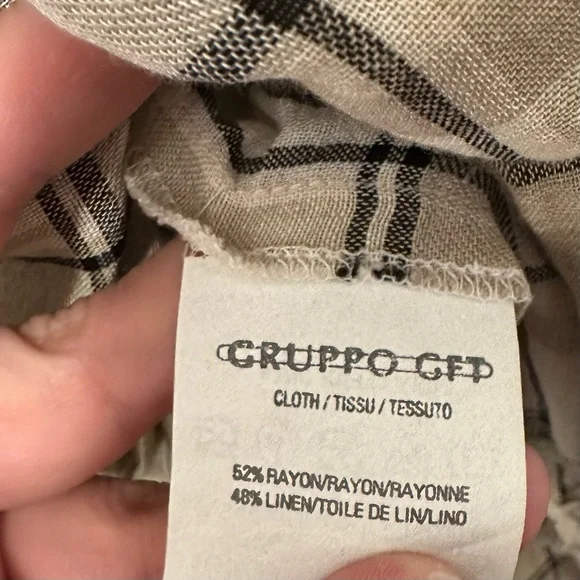 GRUPPO GFT
CLOTH / TISSU / TESSUTO
52% RAYON/RAYON/RAYONNE
48% LINEN/TOILE DE LIN/LINO